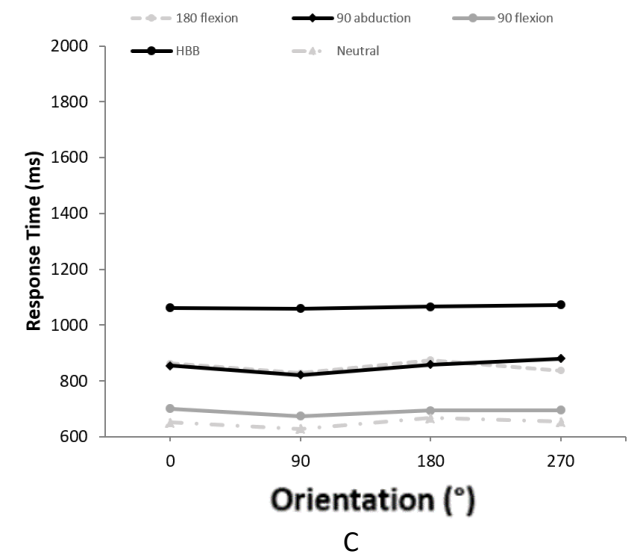 180 flexion 90 abduction 90 flexion
HBB Neutral
2000
1800
1600
1400
1200
1000
800
600
Response Time (ms)
0 90 180 270
Orientation (°)
C